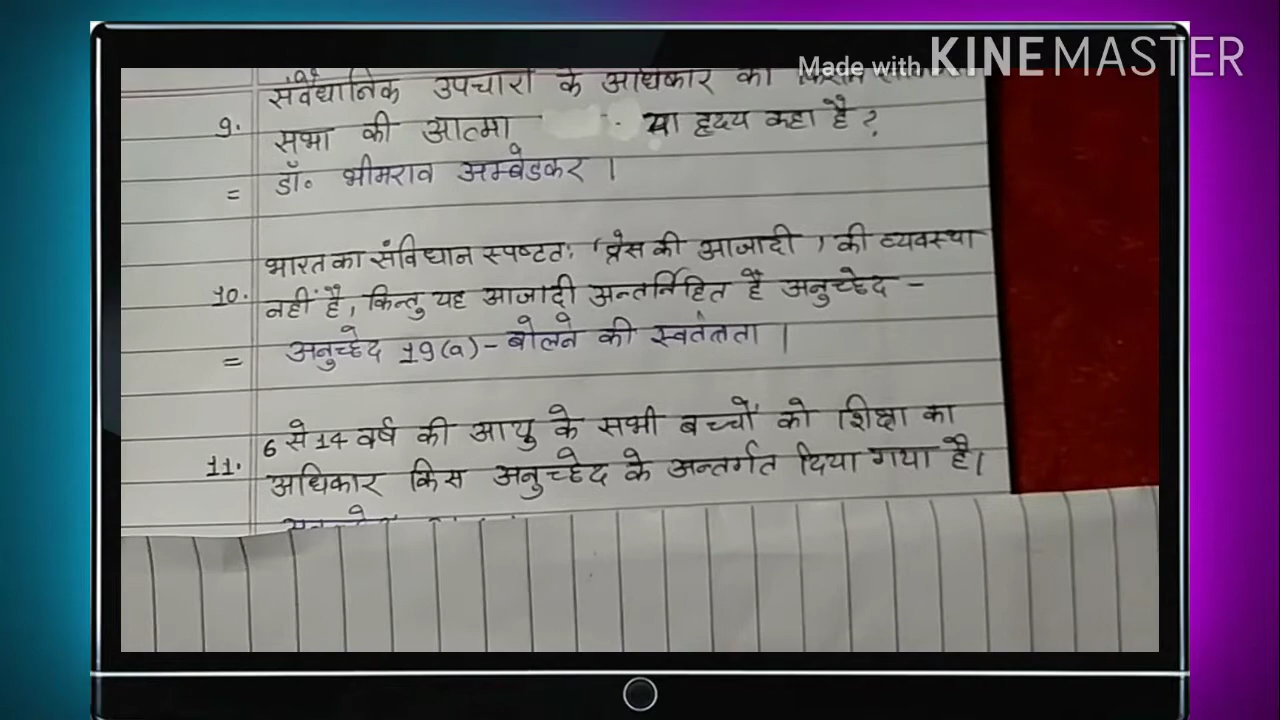 Made with KINEMASTER
संवैधानिक उपचारों के अधिकार को
9. सभा की आत्मा या हृदय कहा है?
= डॉ० भीमराव अम्बेडकर ।
भारत का संविधान स्पष्टतः 'प्रेस की आजादी' की व्यवस्था
10. नहीं है, किन्तु यह आजादी अन्तर्निहित है अनुच्छेद -
= अनुच्छेद 19(a) - बोलने की स्वतंत्रता ।
6 से 14 वर्ष की आयु के सभी बच्चों को शिक्षा का
11. अधिकार किस अनुच्छेद के अन्तर्गत दिया गया है।